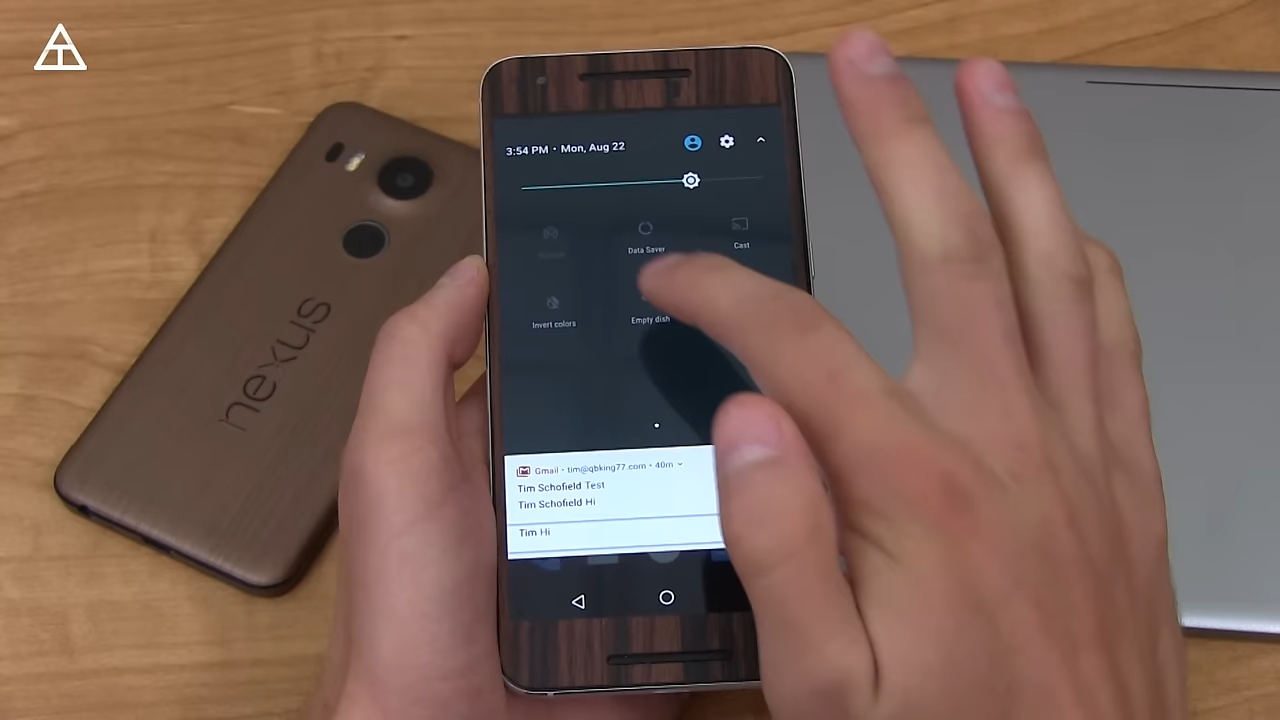 3:54 PM • Mon, Aug 22
Data Saver
Cast
Invert colors
Empty dish
nexus
Gmail • tim@qbking77.com • 40m
Tim Schofield Test
Tim Schofield Hi
Tim Hi